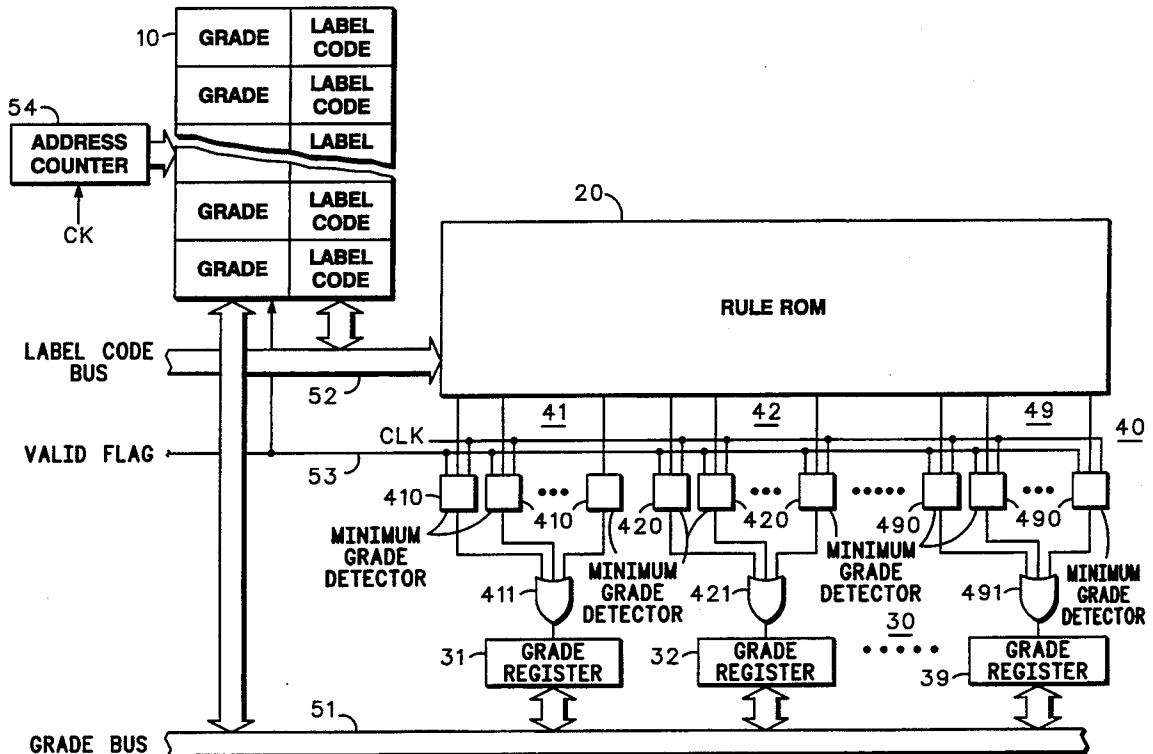 10
GRADE
LABEL
CODE
GRADE
LABEL
CODE
54
ADDRESS
COUNTER
LABEL
GRADE
LABEL
CODE
CK
GRADE
LABEL
CODE
20
RULE ROM
LABEL CODE
BUS
52
41
42
49
40
CLK
VALID FLAG
53
410
410
420
420
490
490
MINIMUM
GRADE
DETECTOR
MINIMUM
GRADE
DETECTOR
MINIMUM
GRADE
DETECTOR
MINIMUM
GRADE
DETECTOR
411
421
491
30
31
GRADE
REGISTER
32
GRADE
REGISTER
39
GRADE
REGISTER
51
GRADE BUS